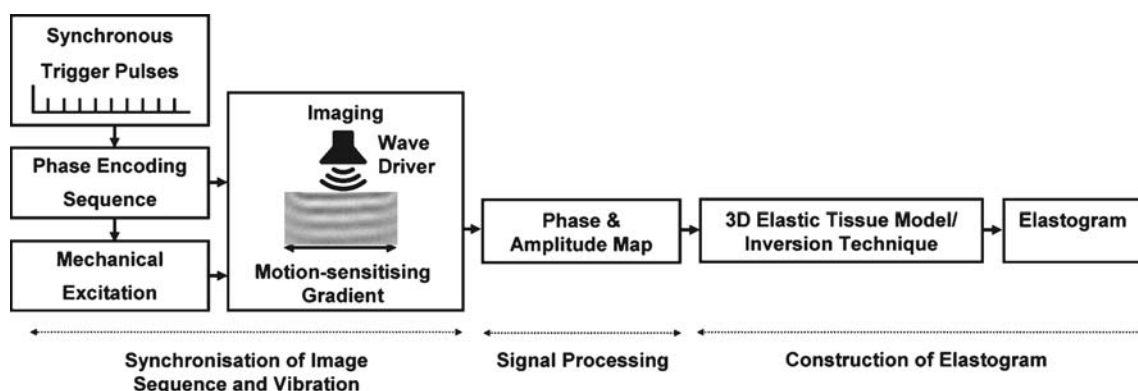 Synchronous
Trigger Pulses
Phase Encoding
Sequence
Mechanical
Excitation
Imaging
Wave
Driver
Motion-sensitising
Gradient
Phase &
Amplitude Map
3D Elastic Tissue Model/
Inversion Technique
Elastogram
Synchronisation of Image
Sequence and Vibration
Signal Processing
Construction of Elastogram